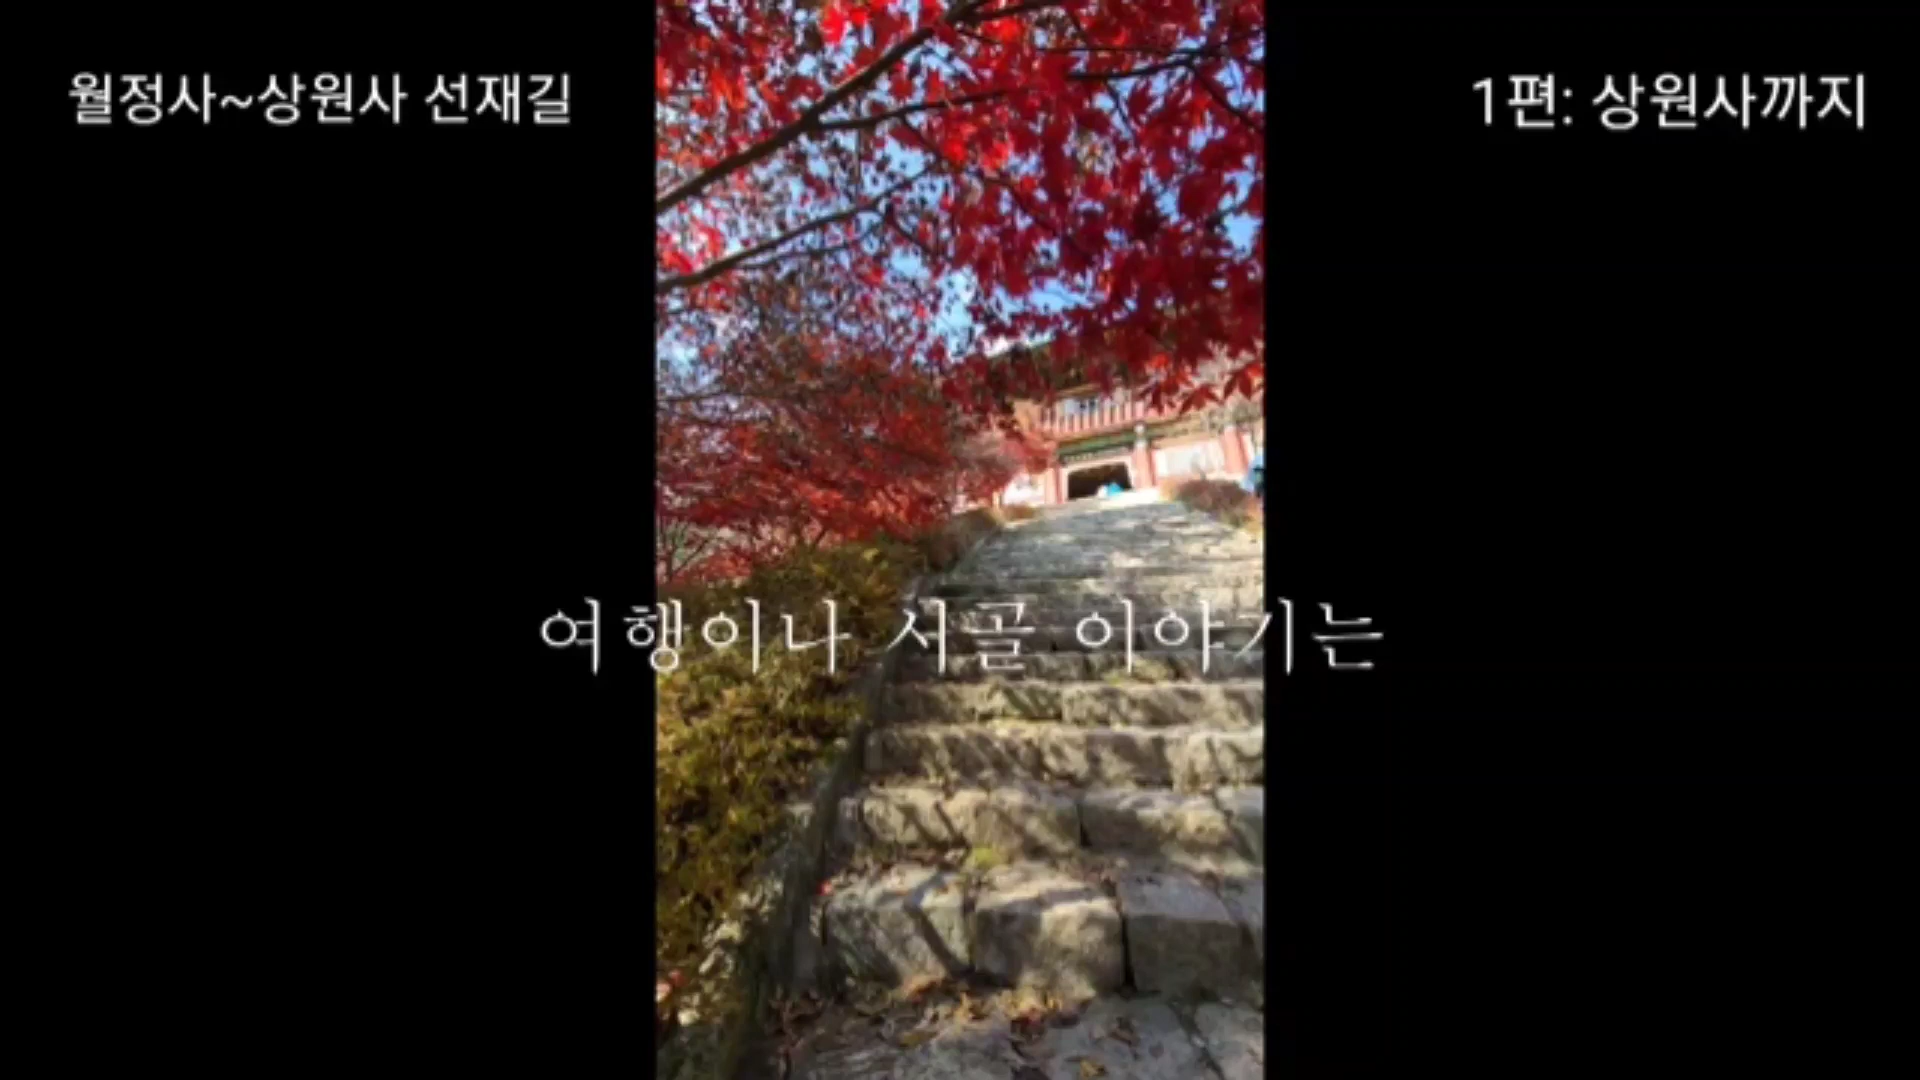 월정사~상원사 선재길
1편: 상원사까지
여행이나 서골 이야기는